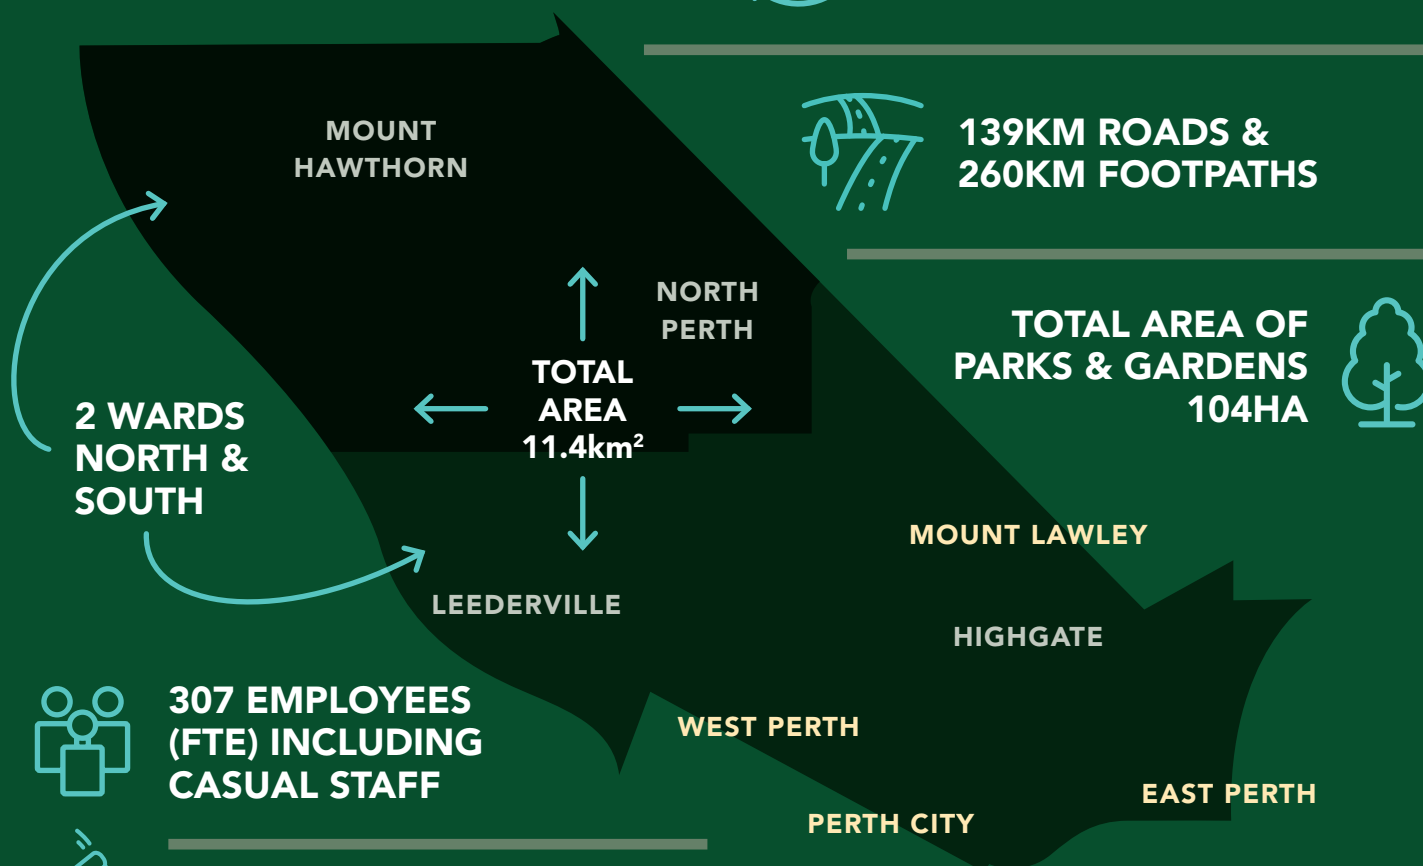 MOUNT
HAWTHORN
139KM ROADS &
260KM FOOTPATHS
NORTH
PERTH
TOTAL AREA OF
PARKS & GARDENS
104HA
TOTAL
AREA
11.4km²
2 WARDS
NORTH &
SOUTH
MOUNT LAWLEY
LEEDERVILLE
HIGHGATE
307 EMPLOYEES
(FTE) INCLUDING
CASUAL STAFF
WEST PERTH
EAST PERTH
PERTH CITY